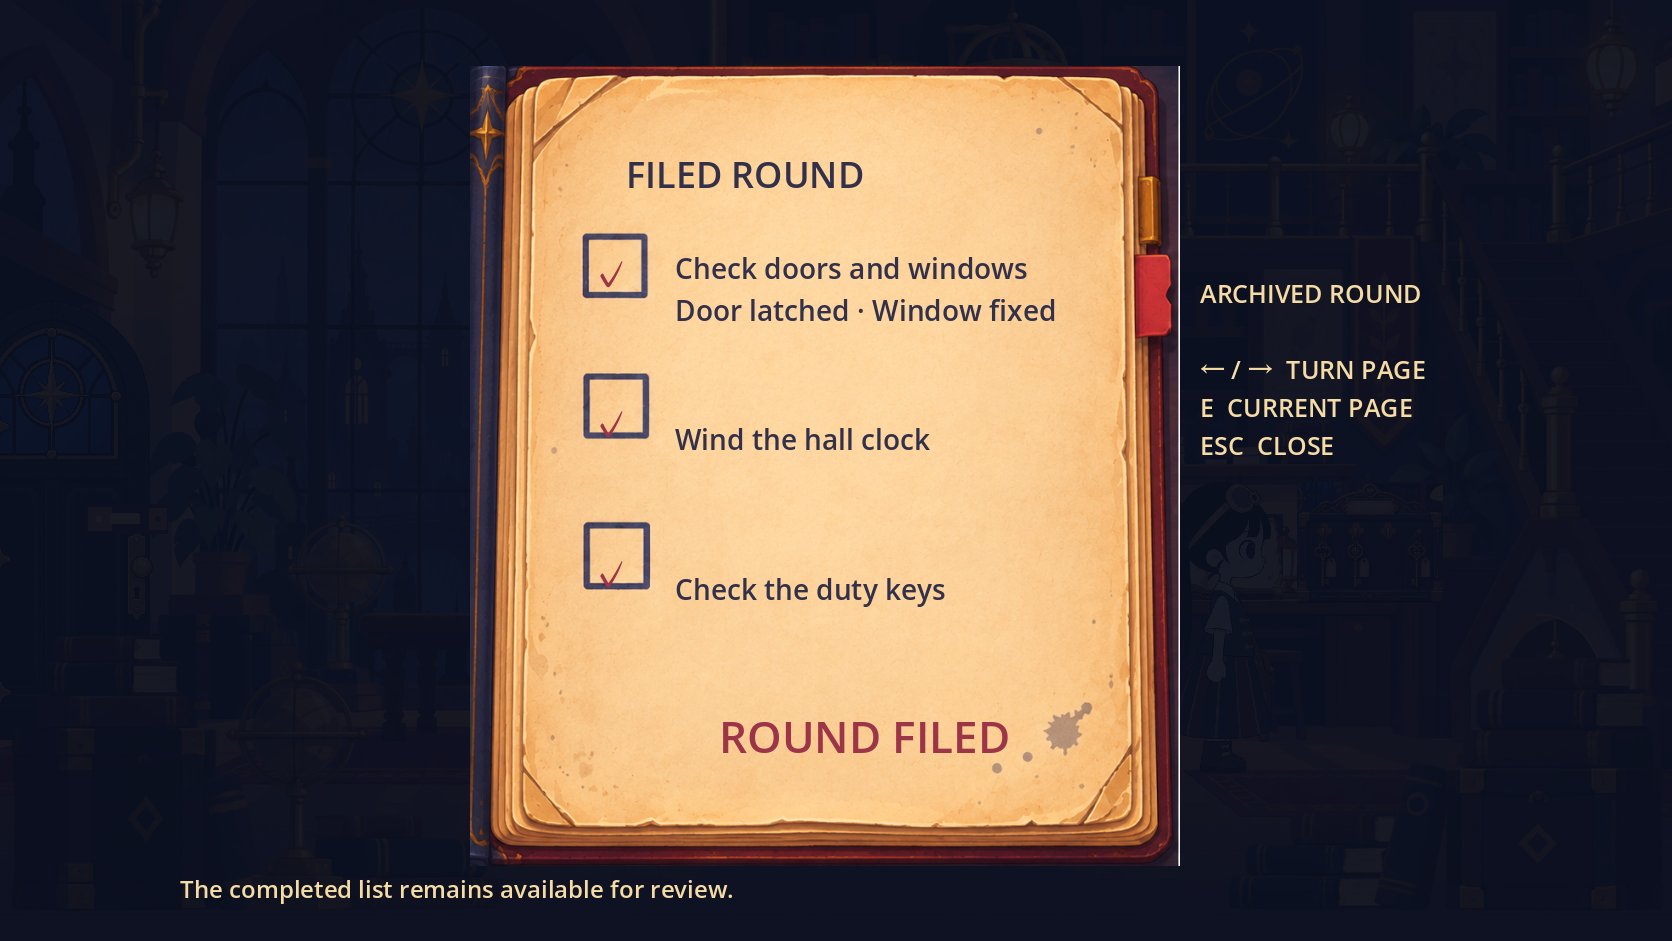 FILED ROUND
Check doors and windows
Door latched · Window fixed
Wind the hall clock
Check the duty keys
ROUND FILED
ARCHIVED ROUND
← / → TURN PAGE
E CURRENT PAGE
ESC CLOSE
The completed list remains available for review.